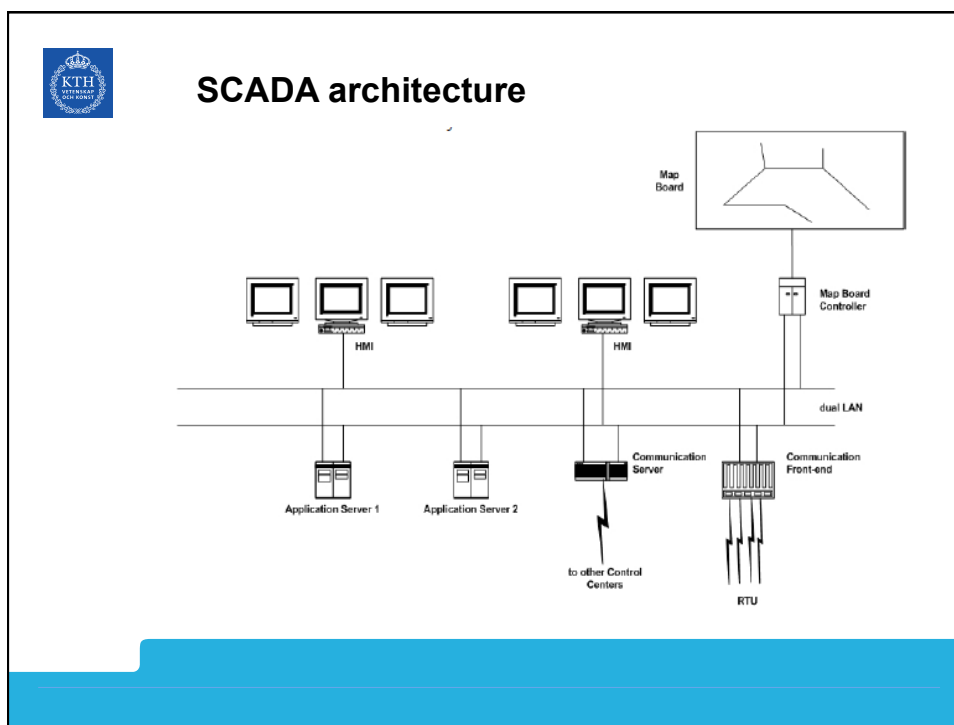 KTH
VETENSKAP
OCH KONST
SCADA architecture
Map
Board
Map Board
Controller
HMI
HMI
dual LAN
Communication
Server
Communication
Front-end
Application Server 1
Application Server 2
to other Control
Centers
RTU